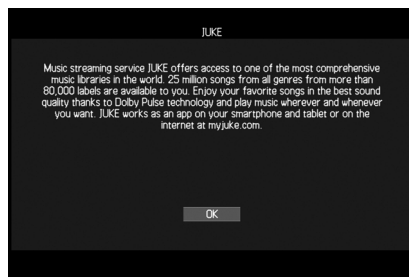 JUKE
Music streaming service JUKE offers access to one of the most comprehensive
music libraries in the world. 25 million songs from all genres from more than
80,000 labels are available to you. Enjoy your favorite songs in the best sound
quality thanks to Dolby Pulse technology and play music wherever and whenever
you want. JUKE works as an app on your smartphone and tablet or on the
internet at myjuke.com.
OK